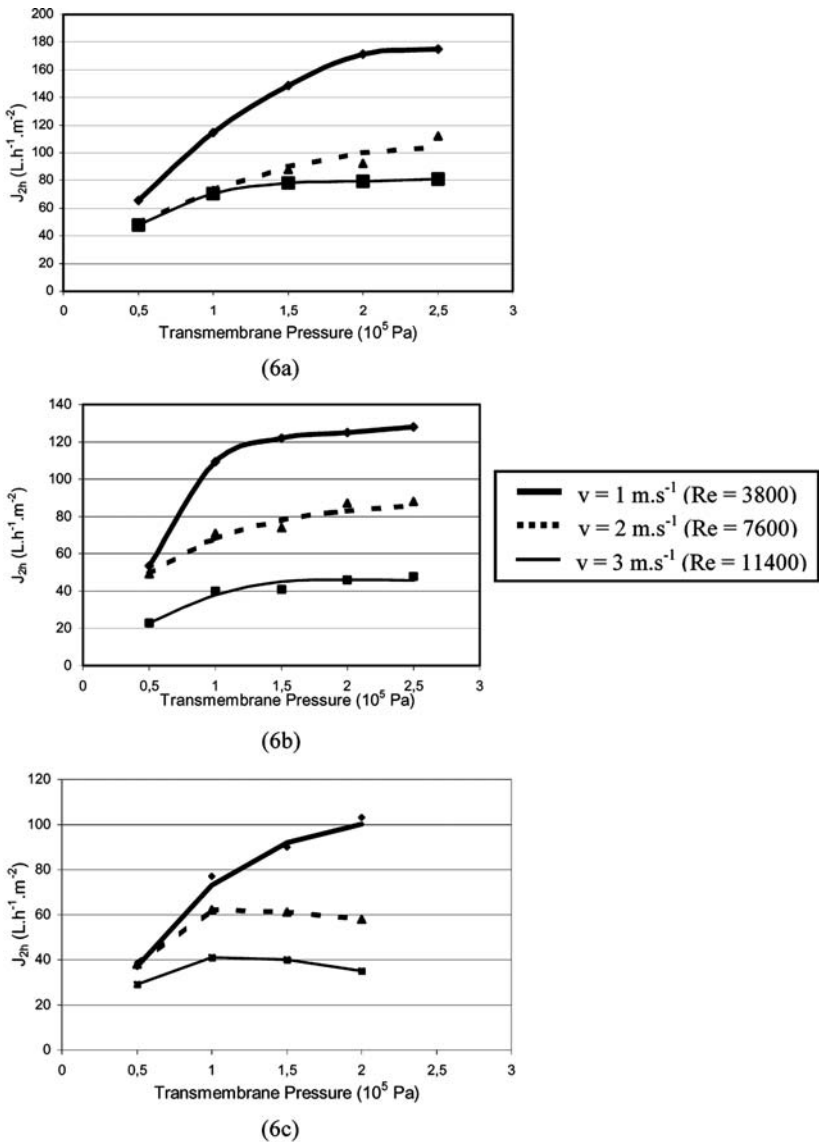 200
180
160
140
120
100
80
60
40
20
0
J2h (L.h-1.m-2)
0 0,5 1 1,5 2 2,5 3
Transmembrane Pressure (10⁵ Pa)
(6a)
140
120
100
80
60
40
20
0
J2h (L.h-1.m-2)
0 0,5 1 1,5 2 2,5 3
Transmembrane Pressure (10⁵ Pa)
(6b)
v = 1 m.s-1 (Re = 3800)
v = 2 m.s-1 (Re = 7600)
v = 3 m.s-1 (Re = 11400)
120
100
80
60
40
20
0
J2h (L.h-1.m-2)
0 0,5 1 1,5 2 2,5 3
Transmembrane Pressure (10⁵ Pa)
(6c)